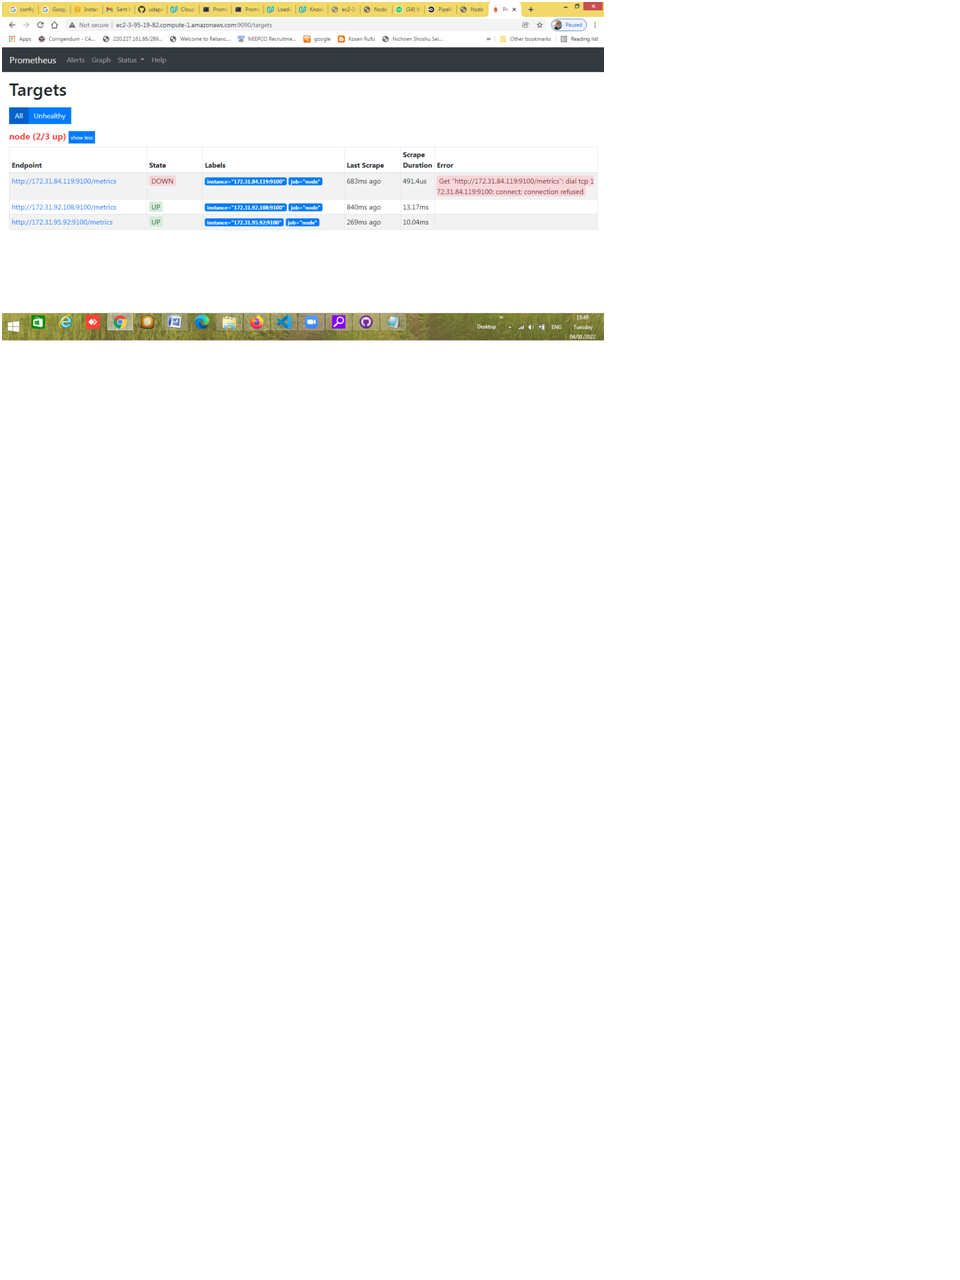 config
Goog
Instan
Sent
udap
Cloud
Prom
Prom
Loadi
Know
ec2-3
Node
(34) V
Pipeli
Node
Pr
Not secure
ec2-3-95-19-82.compute-1.amazonaws.com:9090/targets
Paused
Apps
Corrigendum - CA...
220.227.161.86/289...
Welcome to Relianc...
NEEPCO Recruitme...
google
Kosen Rufu
Nichiren Shoshu Sei...
»
Other bookmarks
Reading list
Prometheus Alerts Graph Status Help
Targets
All Unhealthy
node (2/3 up) show less
Endpoint State Labels Last Scrape Scrape Duration Error
http://172.31.84.119:9100/metrics DOWN instance="172.31.84.119:9100" job="node" 683ms ago 491.4us Get "http://172.31.84.119:9100/metrics": dial tcp 1
72.31.84.119:9100: connect: connection refused
http://172.31.92.108:9100/metrics UP instance="172.31.92.108:9100" job="node" 840ms ago 13.17ms
http://172.31.95.92:9100/metrics UP instance="172.31.95.92:9100" job="node" 269ms ago 10.04ms
Desktop
»
ENG
15:49
Tuesday
04/01/2022